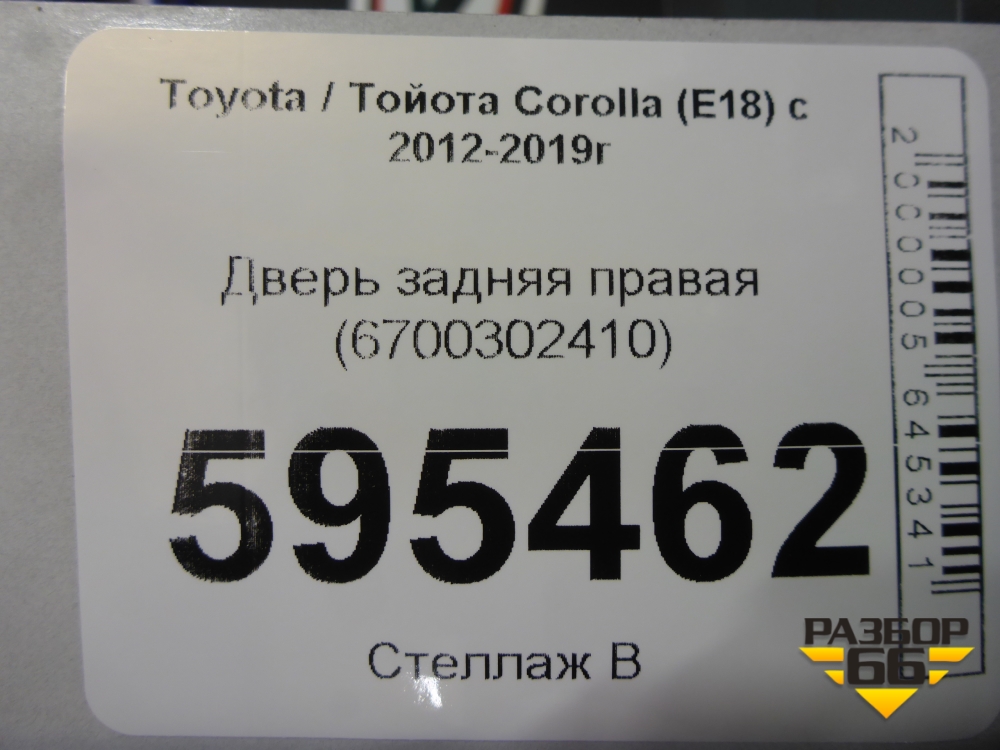 Toyota / Тойота Corolla (E18) с
2012-2019г
Дверь задняя правая
(6700302410)
595462
Стеллаж В
2000005645341
РАЗБОР
66